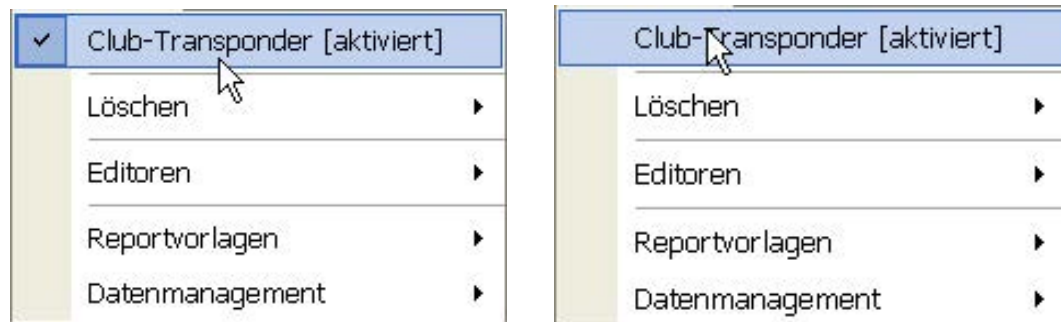 Club-Transponder [aktiviert]
Löschen
Editoren
Reportvorlagen
Datenmanagement
Club-Transponder [aktiviert]
Löschen
Editoren
Reportvorlagen
Datenmanagement